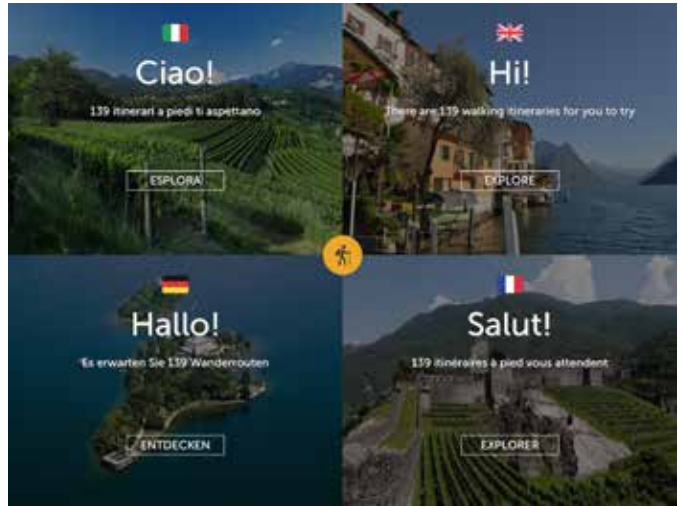 Ciao!
139 itinerari a piedi ti aspettano
ESPLORA
Hi!
There are 139 walking itineraries for you to try
EXPLORE
Hallo!
Es erwarten Sie 139 Wanderrouten
ENTDECKEN
Salut!
139 itinéraires à pied vous attendent
EXPLORER